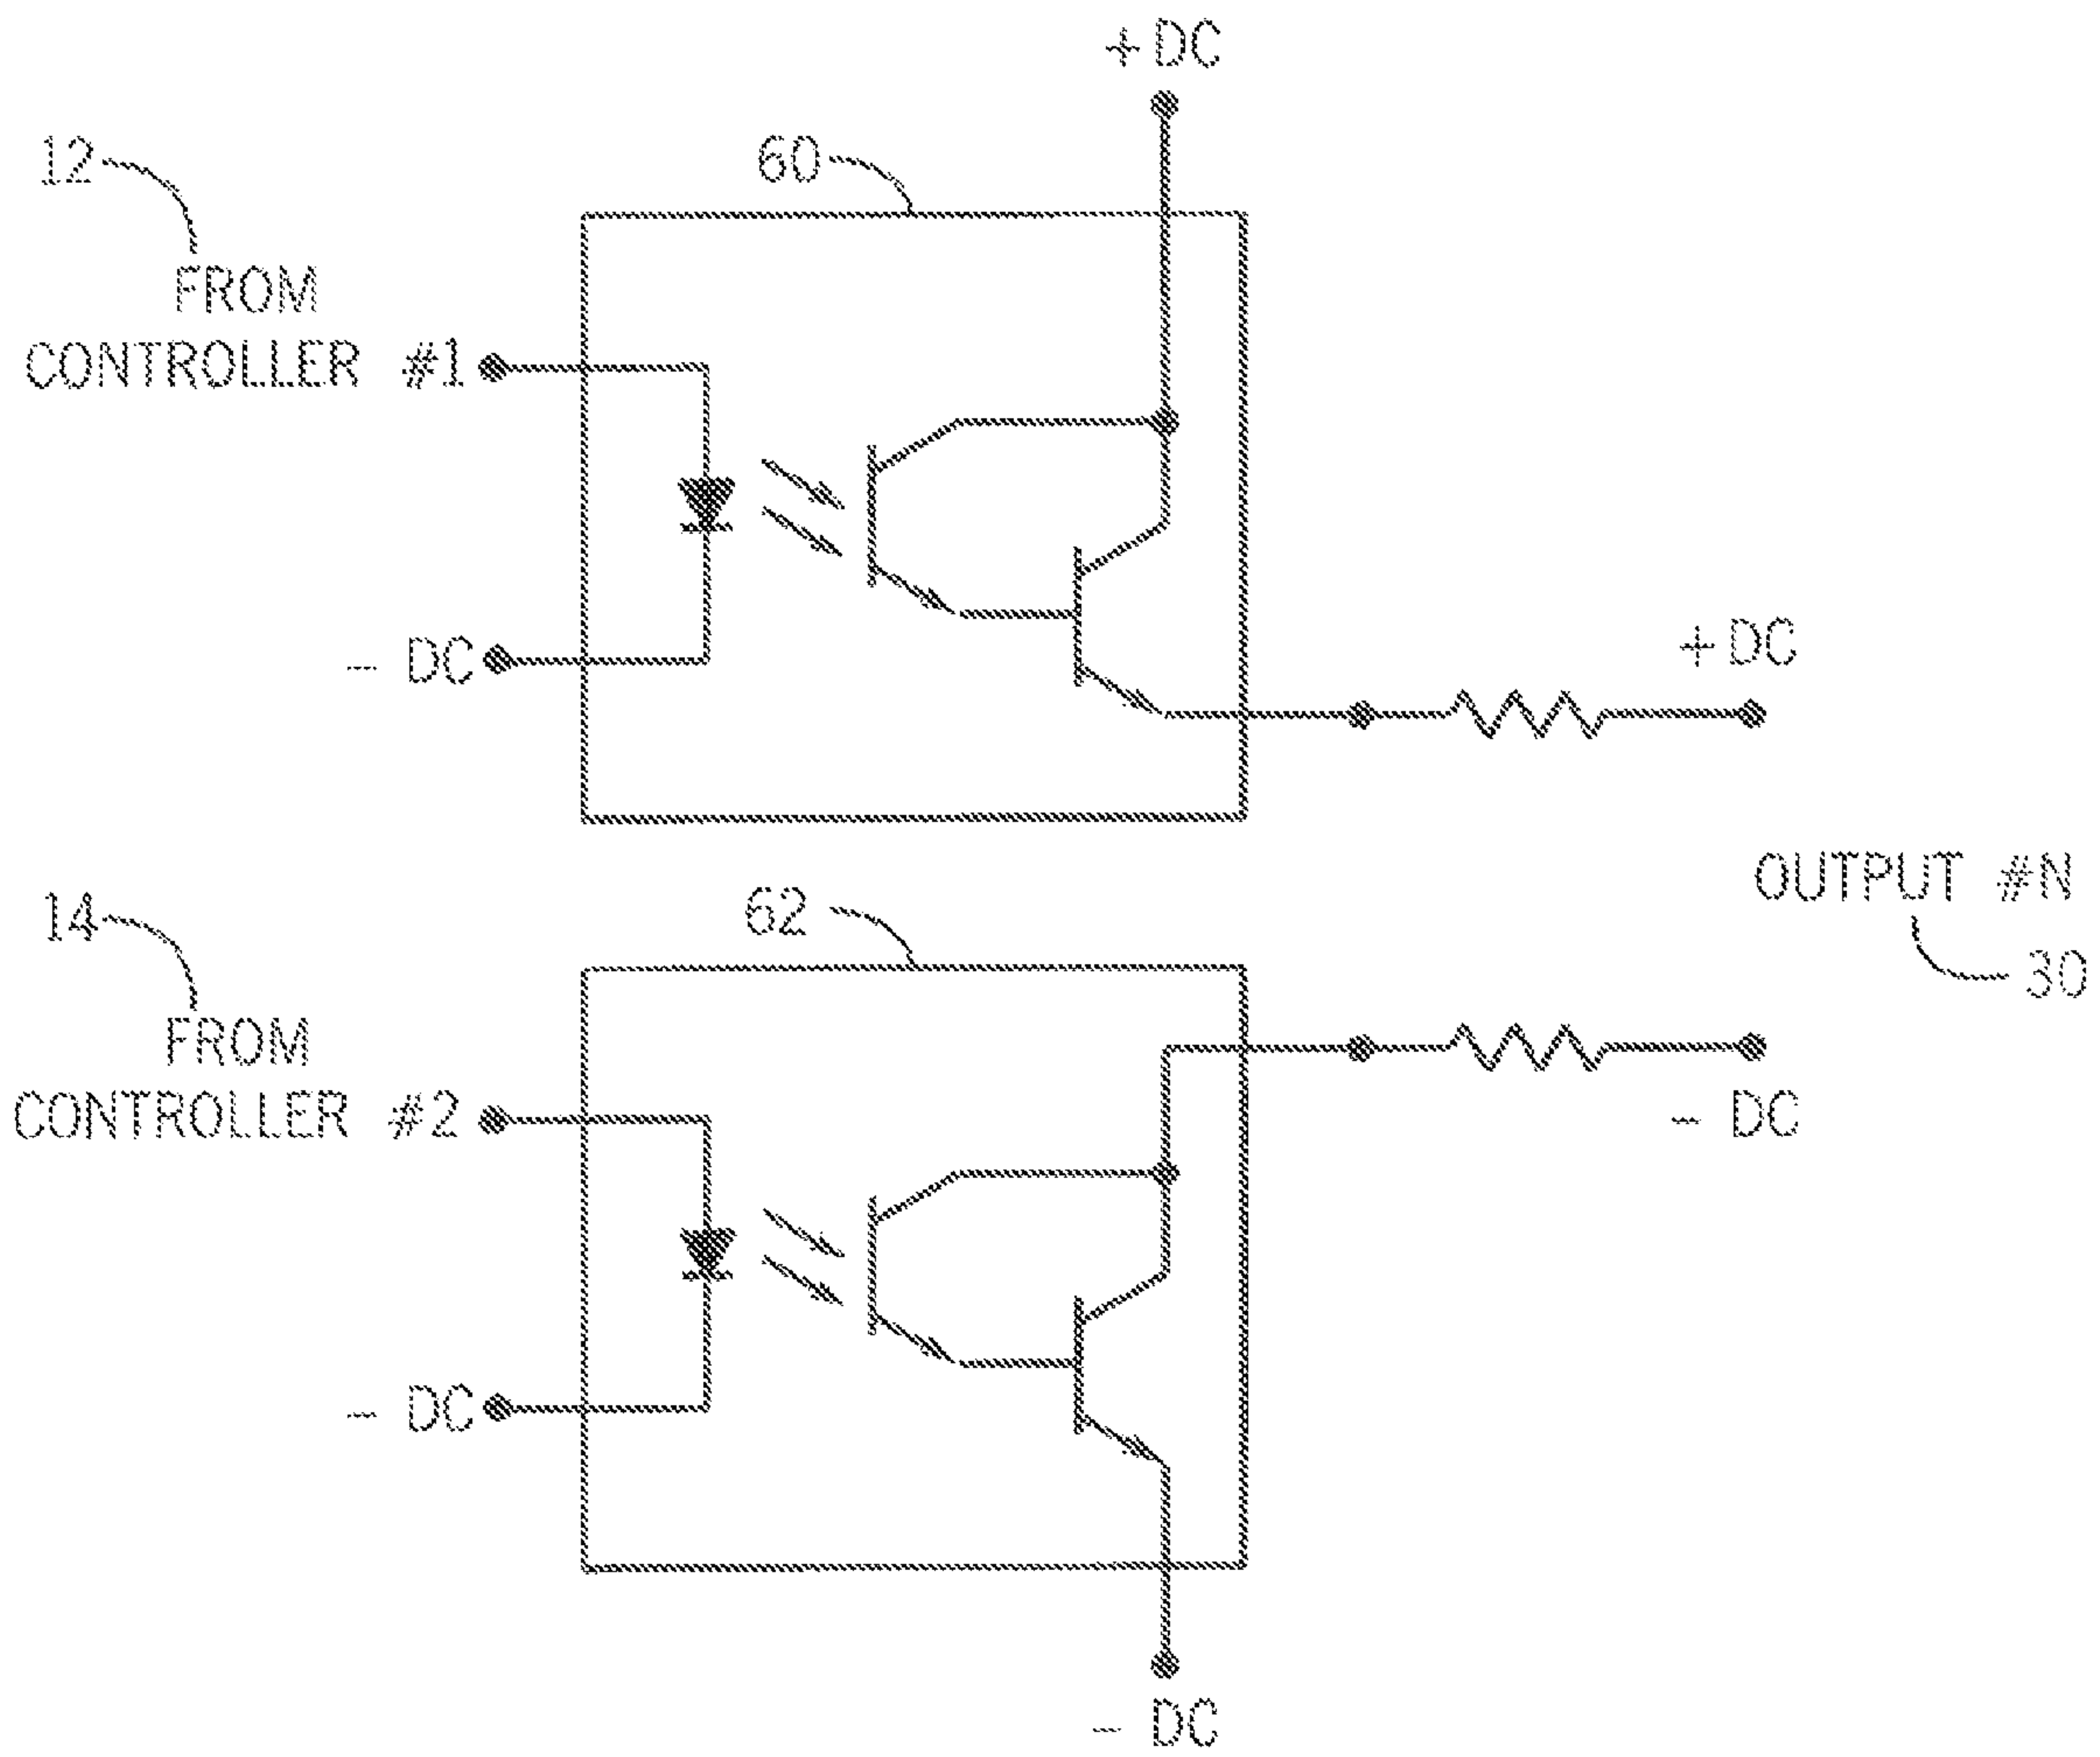 + DC
12
60
FROM
CONTROLLER #1
- DC
+ DC
OUTPUT #N
30
14
62
FROM
CONTROLLER #2
- DC
- DC
- DC